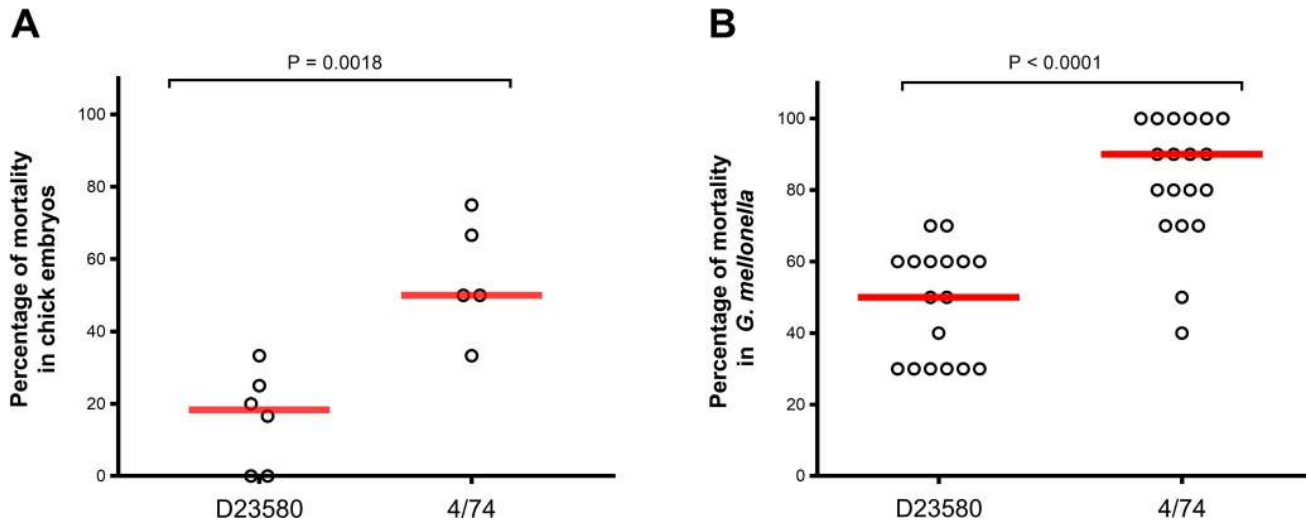 A
P = 0.0018
Percentage of mortality
in chick embryos
100
80
60
40
20
0
D23580
4/74
B
P < 0.0001
Percentage of mortality
in G. mellonella
100
80
60
40
20
0
D23580
4/74